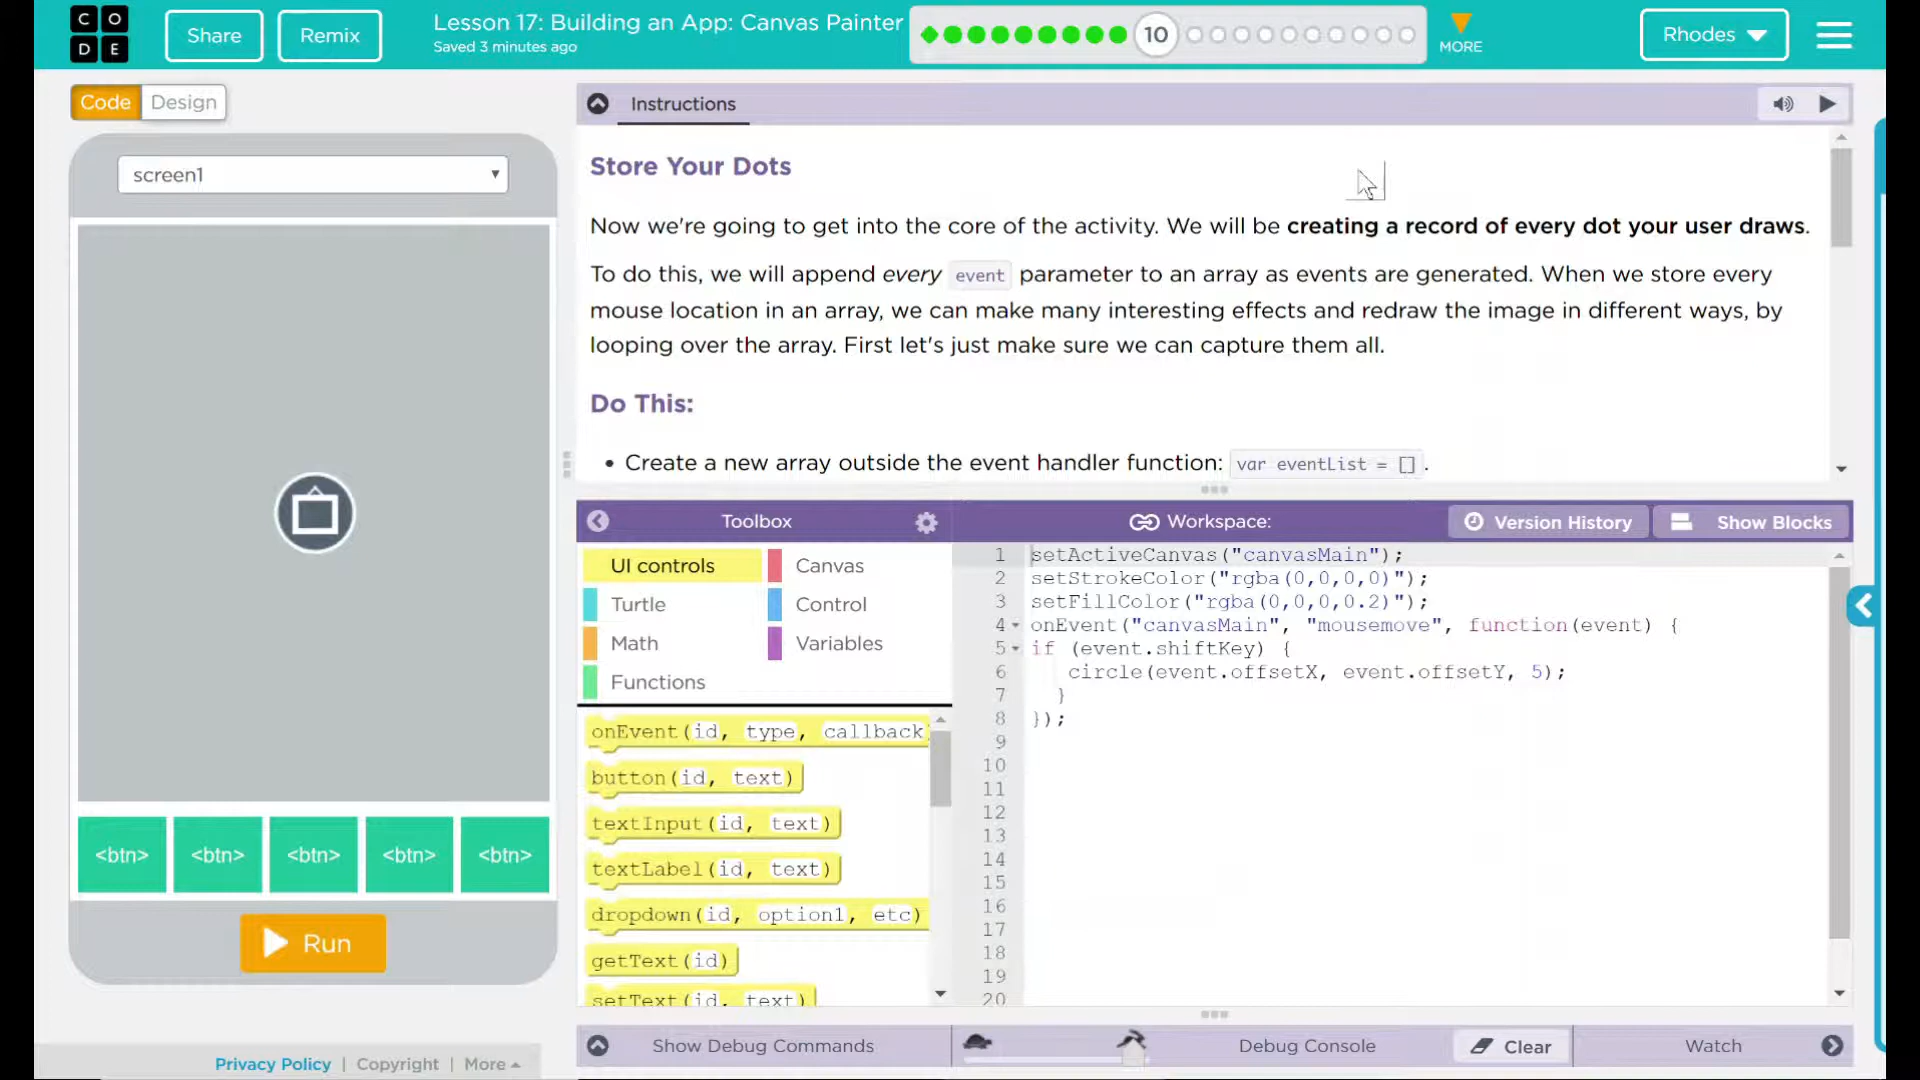 CO
DE
Share
Remix
Lesson 17: Building an App: Canvas Painter
Saved 3 minutes ago
10
MORE
Rhodes
Code
Design
Instructions
screen1
Store Your Dots
Now we're going to get into the core of the activity. We will be creating a record of every dot your user draws.
To do this, we will append every event parameter to an array as events are generated. When we store every
mouse location in an array, we can make many interesting effects and redraw the image in different ways, by
looping over the array. First let's just make sure we can capture them all.
Do This:
• Create a new array outside the event handler function: var eventList = [] .
Toolbox
Workspace:
Version History
Show Blocks
UI controls
Canvas
Turtle
Control
Math
Variables
Functions
onEvent(id, type, callback
button(id, text)
textInput(id, text)
textLabel(id, text)
dropdown(id, option1, etc)
getText(id)
setText(id, text)
1 setActiveCanvas("canvasMain");
2 setStrokeColor("rgba(0,0,0,0)");
3 setFillColor("rgba(0,0,0,0.2)");
4 onEvent("canvasMain", "mousemove", function(event) {
5 if (event.shiftKey) {
6 circle(event.offsetX, event.offsetY, 5);
7 }
8 });
9
10
11
12
13
14
15
16
17
18
19
20
<btn>
<btn>
<btn>
<btn>
<btn>
Run
Show Debug Commands
Debug Console
Clear
Watch
Privacy Policy | Copyright | More